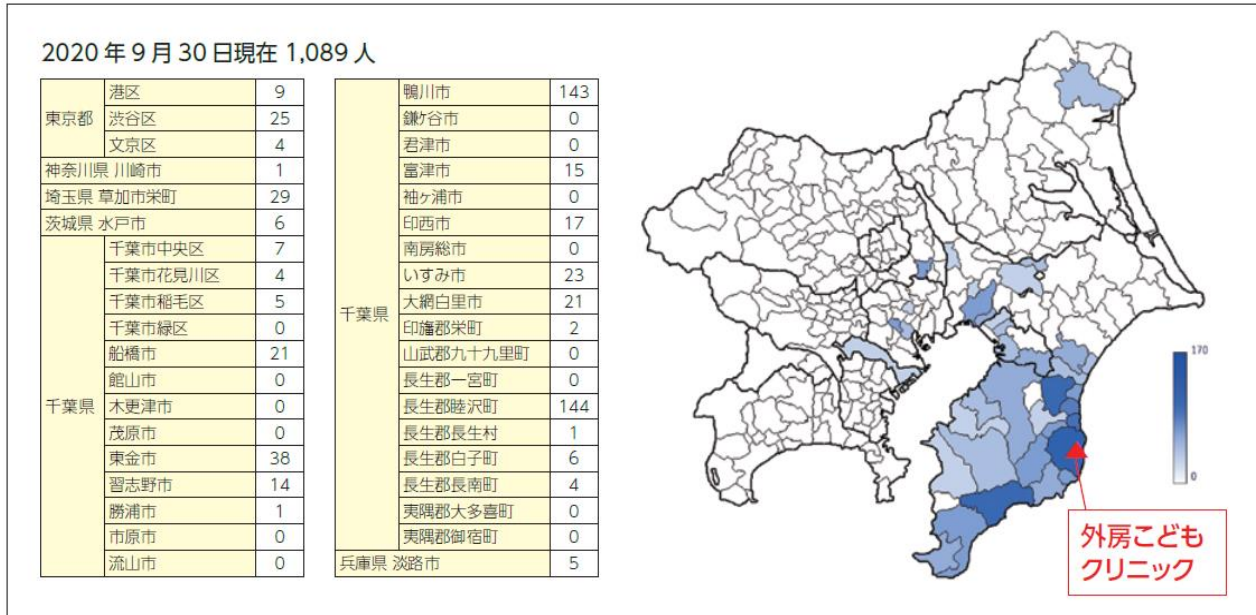 2020年9月30日現在 1,089人
東京都
港区 9
渋谷区 25
文京区 4
神奈川県 川崎市 1
埼玉県 草加市栄町 29
茨城県 水戸市 6
千葉県
千葉市中央区 7
千葉市花見川区 4
千葉市稲毛区 5
千葉市緑区 0
船橋市 21
館山市 0
木更津市 0
茂原市 0
東金市 38
習志野市 14
勝浦市 1
市原市 0
流山市 0
千葉県
鴨川市 143
鎌ケ谷市 0
君津市 0
富津市 15
袖ヶ浦市 0
印西市 17
南房総市 0
いすみ市 23
大網白里市 21
印旛郡栄町 2
山武郡九十九里町 0
長生郡一宮町 0
長生郡睦沢町 144
長生郡長生村 1
長生郡白子町 6
長生郡長南町 4
夷隅郡大多喜町 0
夷隅郡御宿町 0
兵庫県 淡路市 5
170
0
外房こども
クリニック